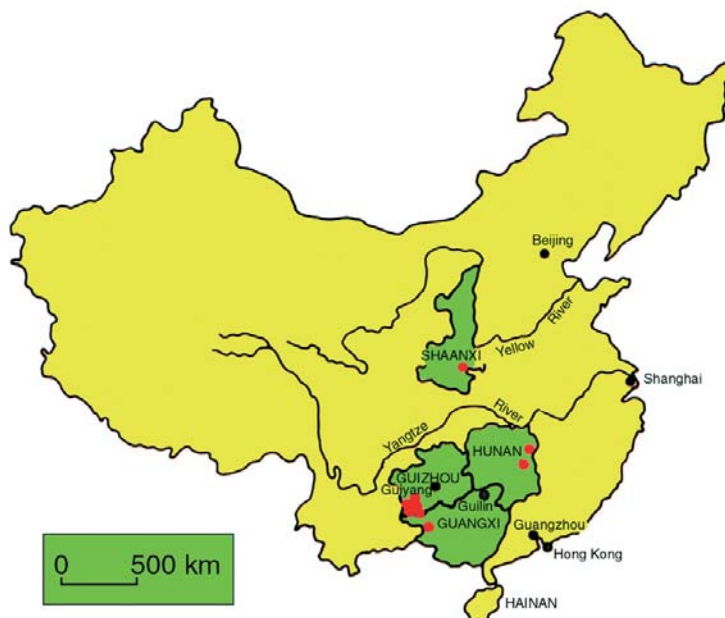 Beijing
River
Yellow
SHAANXI
Shanghai
River
Yangtze
HUNAN
GUIZHOU
Guiyang
Guilin
GUANGXI
Guangzhou
Hong Kong
HAINAN
0 500 km